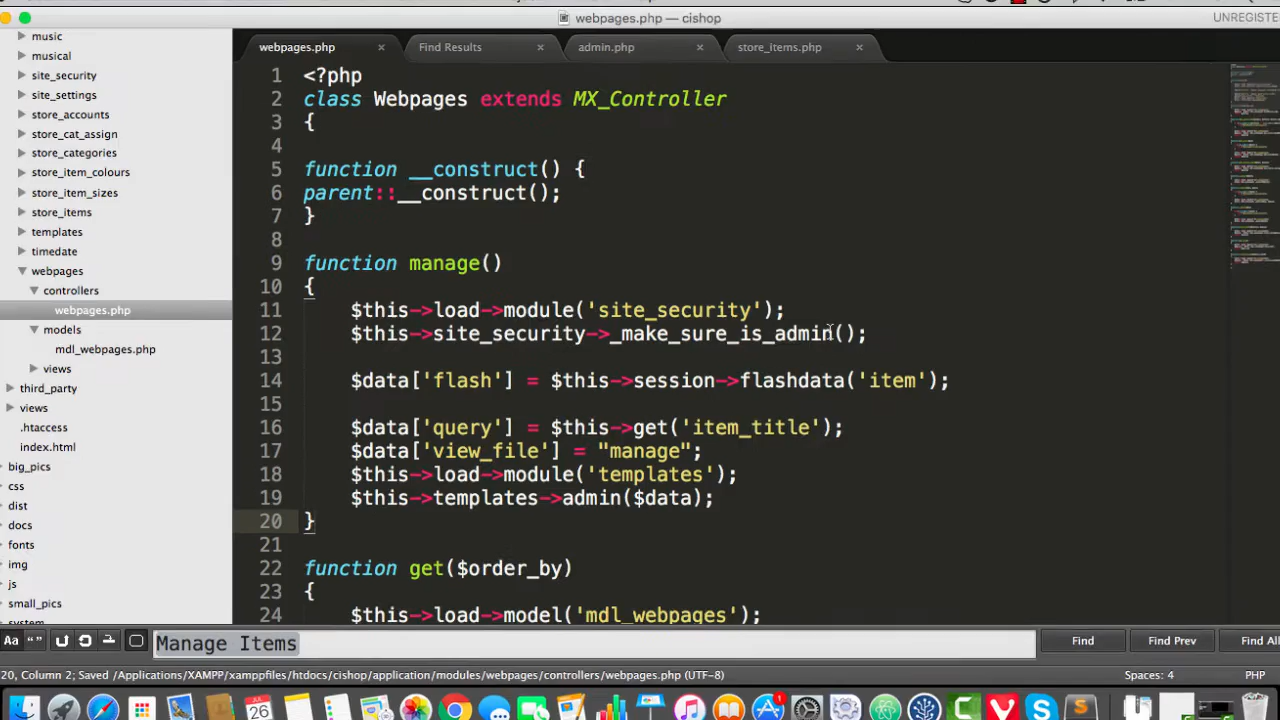 webpages.php — cishop
UNREGISTE
music
musical
site_security
site_settings
store_accounts
store_cat_assign
store_categories
store_item_colours
store_item_sizes
store_items
templates
timedate
webpages
controllers
webpages.php
models
mdl_webpages.php
views
third_party
views
.htaccess
index.html
big_pics
css
dist
docs
fonts
img
js
small_pics
system
webpages.php
Find Results
admin.php
store_items.php
1 <?php
2 class Webpages extends MX_Controller
3 {
4
5 function __construct() {
6 parent::__construct();
7 }
8
9 function manage()
10 {
11 $this->load->module('site_security');
12 $this->site_security->_make_sure_is_admin();
13
14 $data['flash'] = $this->session->flashdata('item');
15
16 $data['query'] = $this->get('item_title');
17 $data['view_file'] = "manage";
18 $this->load->module('templates');
19 $this->templates->admin($data);
20 }
21
22 function get($order_by)
23 {
24 $this->load->model('mdl_webpages');
Aa “ ” Manage Items Find Find Prev Find All
20, Column 2; Saved /Applications/XAMPP/xamppfiles/htdocs/cishop/application/modules/webpages/controllers/webpages.php (UTF-8) Spaces: 4 PHP
26